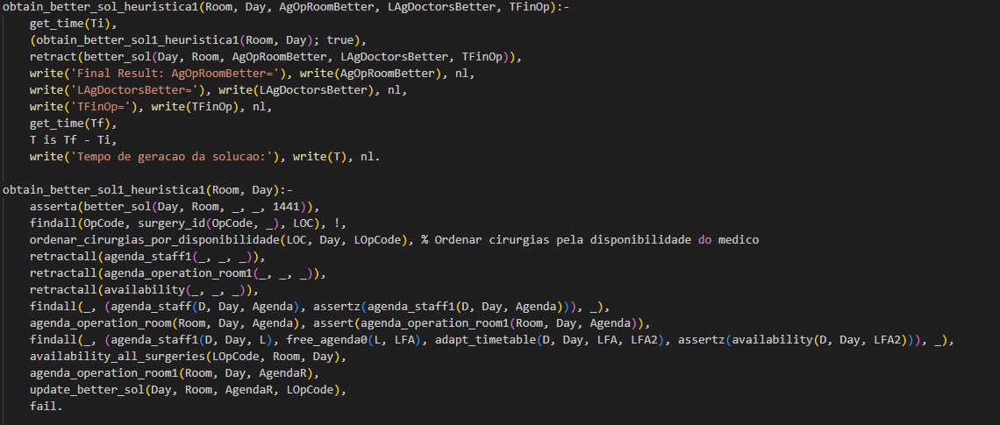 obtain_better_sol_heuristica1(Room, Day, AgOpRoomBetter, LAgDoctorsBetter, TFinOp):-
    get_time(Ti),
    (obtain_better_sol1_heuristica1(Room, Day); true),
    retract(better_sol(Day, Room, AgOpRoomBetter, LAgDoctorsBetter, TFinOp)),
    write('Final Result: AgOpRoomBetter='), write(AgOpRoomBetter), nl,
    write('LAgDoctorsBetter='), write(LAgDoctorsBetter), nl,
    write('TFinOp='), write(TFinOp), nl,
    get_time(Tf),
    T is Tf - Ti,
    write('Tempo de geracao da solucao:'), write(T), nl.

obtain_better_sol1_heuristica1(Room, Day):-
    asserta(better_sol(Day, Room, _, _, 1441)),
    findall(OpCode, surgery_id(OpCode, _), LOC), !,
    ordenar_cirurgias_por_disponibilidade(LOC, Day, LOpCode), % Ordenar cirurgias pela disponibilidade do medico
    retractall(agenda_staff1(_, _, _)),
    retractall(agenda_operation_room1(_, _, _)),
    retractall(availability(_, _, _)),
    findall(_, (agenda_staff(D, Day, Agenda), assertz(agenda_staff1(D, Day, Agenda))), _),
    agenda_operation_room(Room, Day, Agenda), assert(agenda_operation_room1(Room, Day, Agenda)),
    findall(_, (agenda_staff1(D, Day, L), free_agenda0(L, LFA), adapt_timetable(D, Day, LFA, LFA2), assertz(availability(D, Day, LFA2))), _),
    availability_all_surgeries(LOpCode, Room, Day),
    agenda_operation_room1(Room, Day, AgendaR),
    update_better_sol(Day, Room, AgendaR, LOpCode),
    fail.